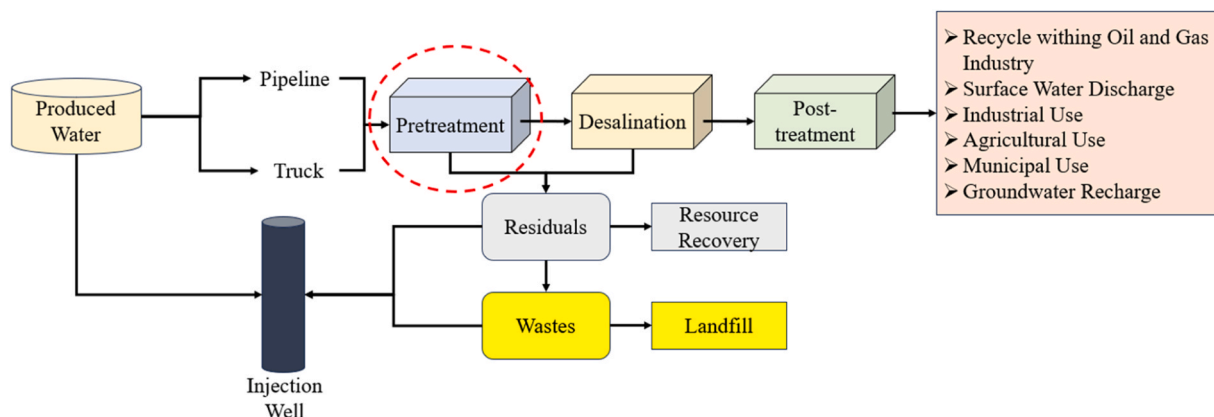 Produced
Water
Pipeline
Truck
Pretreatment
Desalination
Post-
treatment
➢ Recycle withing Oil and Gas
Industry
➢ Surface Water Discharge
➢ Industrial Use
➢ Agricultural Use
➢ Municipal Use
➢ Groundwater Recharge
Residuals
Resource
Recovery
Wastes
Landfill
Injection
Well